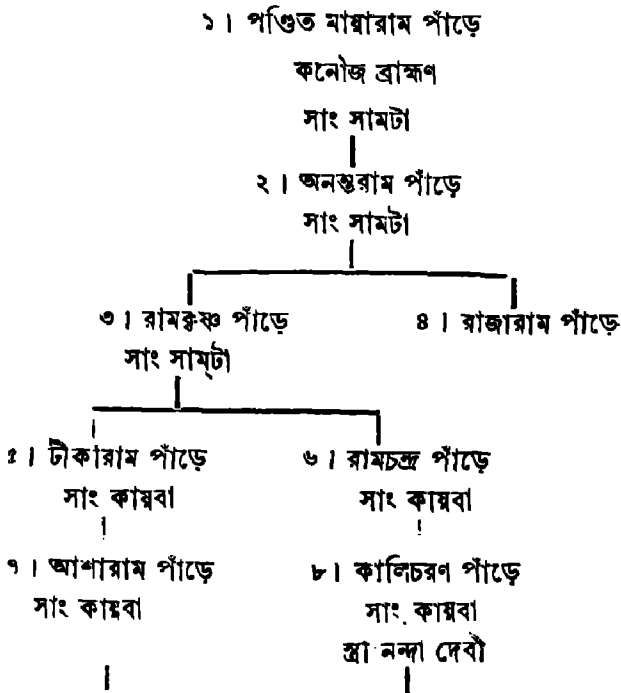 ১। পণ্ডিত মায়ারাম পাঁড়ে
কনৌজ ব্রাহ্মণ
সাং সামটা
২। অনন্তরাম পাঁড়ে
সাং সামটা
৩। রামকৃষ্ণ পাঁড়ে
সাং সাম্‌টা
৪। রাজারাম পাঁড়ে
৫। টীকারাম পাঁড়ে
সাং কায়বা
৬। রামচন্দ্র পাঁড়ে
সাং কায়বা
৭। আশারাম পাঁড়ে
সাং কায়বা
৮। কালিচরণ পাঁড়ে
সাং কায়বা
স্ত্রী নন্দা দেবী